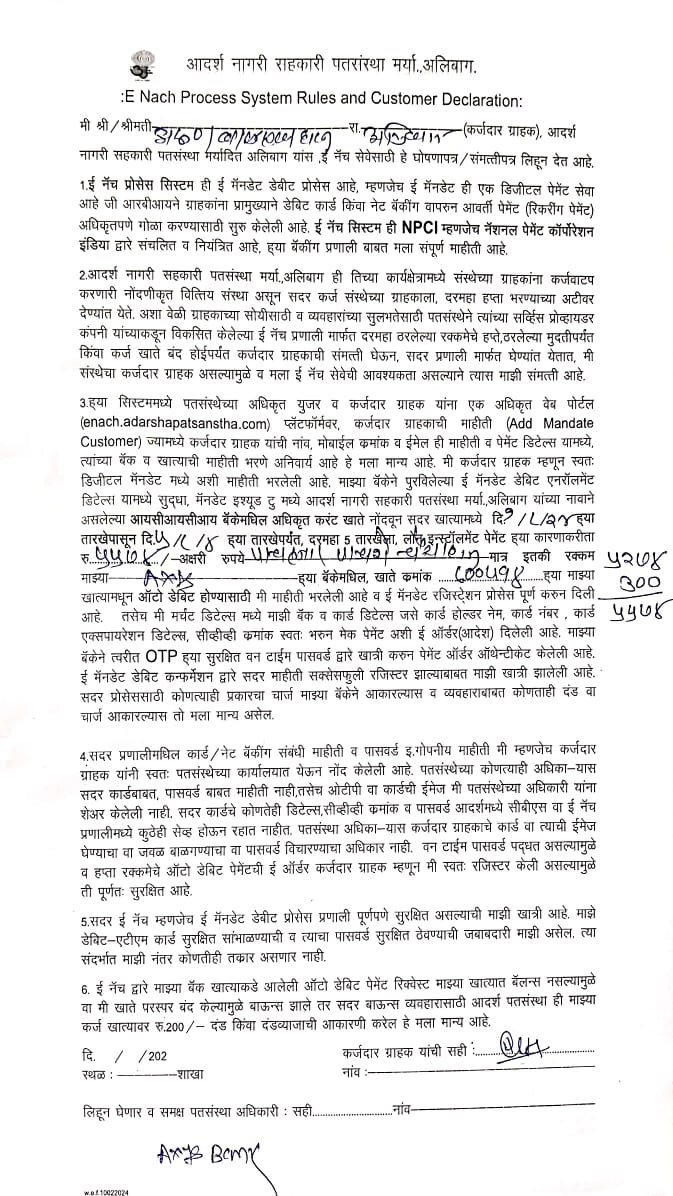 आदर्श नागरी राहकारी पतसंस्था मर्या.,अलिबाग.
:E Nach Process System Rules and Customer Declaration:
मी श्री/श्रीमती रा. (कर्जदार ग्राहक), आदर्श
नागरी सहकारी पतसंस्था मर्यादित अलिबाग यांस ,ई नॅच सेवेसाठी हे घोषणापत्र/संमत्तीपत्र लिहून देत आहे.
1.ई नॅच प्रोसेस सिस्टम ही ई मॅनडेट डेबीट प्रोसेस आहे, म्हणजेच ई मॅनडेट ही एक डिजीटल पेमेंट सेवा
आहे जी आरबीआयने ग्राहकांना प्रामुख्याने डेबिट कार्ड किंवा नेट बॅकींग वापरुन आवर्ती पेमेंट (रिकरींग पेमेंट)
अधिकृतपणे गोळा करण्यासाठी सुरु केलेली आहे. ई नॅच सिस्टम ही NPCI म्हणजेच नॅशनल पेमेंट कॉर्पोरेशन
इंडिया द्वारे संचलित व नियंत्रित आहे, हया बॅकींग प्रणाली बाबत मला संपूर्ण माहीती आहे.
2.आदर्श नागरी सहकारी पतसंस्था मर्या.,अलिबाग ही तिच्या कार्यक्षेत्रामध्ये संस्थेच्या ग्राहकांना कर्जवाटप
करणारी नोंदणीकृत वित्तिय संस्था असून सदर कर्ज संस्थेच्या ग्राहकाला, दरमहा हप्ता भरण्याच्या अटीवर
देण्यांत येते. अशा वेळी ग्राहकाच्या सोयीसाठी व व्यवहारांच्या सुलभतेसाठी पतसंस्थेने त्यांच्या सर्व्हिस प्रोव्हायडर
कंपनी यांच्याकडून विकसित केलेल्या ई नॅच प्रणाली मार्फत दरमहा ठरलेल्या रक्कमेचे हप्ते,ठरलेल्या मुदतीपर्यंत
किंवा कर्ज खाते बंद होईपर्यंत कर्जदार ग्राहकाची संमत्ती घेऊन, सदर प्रणाली मार्फत घेण्यांत येतात, मी
संस्थेचा कर्जदार ग्राहक असल्यामुळे व मला ई नॅच सेवेची आवश्यकता असल्याने त्यास माझी संमत्ती आहे.
3.हया सिस्टममध्ये पतसंस्थेच्या अधिकृत युजर व कर्जदार ग्राहक यांना एक अधिकृत वेब पोर्टल
(enach.adarshapatsanstha.com) प्लॅटफॉर्मवर, कर्जदार ग्राहकाची माहीती (Add Mandate
Customer) ज्यामध्ये कर्जदार ग्राहक यांची नांव, मोबाईल कमांक व ईमेल ही माहीती व पेमेंट डिटेल्स यामध्ये,
त्यांच्या बॅक व खात्याची माहीती भरणे अनिवार्य आहे हे मला मान्य आहे. मी कर्जदार ग्राहक म्हणून स्वतः
डिजीटल मॅनडेट मध्ये अशी माहीती भरलेली आहे. माझ्या बॅकेने पुरविलेल्या ई मॅनडेट डेबिट एनरॉलमेंट
डिटेल्स यामध्ये सुद्धा, मॅनडेट इश्यूड टु मध्ये आदर्श नागरी सहकारी पतसंस्था मर्या.,अलिबाग यांच्या नावाने
असलेल्या आयसीआयसीआय बॅकेमधिल अधिकृत करंट खाते नोंदवून सदर खात्यामध्ये दि. हया
तारखेपासून दि. हया तारखेपर्यंत, दरमहा 5 तारखेला, लोन इन्स्टॉलमेंट पेमेंट हया कारणाकरीता
रु. ५५७४ /- अक्षरी रुपये मात्र इतकी रक्कम ५२७४
माझ्या AXB हया बॅकेमधिल, खाते कमांक हया माझ्या ३००
खात्यामधून ऑटो डेबिट होण्यासाठी मी माहीती भरलेली आहे व ई मॅनडेट रजिस्ट्रेशन प्रोसेस पूर्ण करुन दिली ५५७४
आहे. तसेच मी मर्चंट डिटेल्स मध्ये माझी बॅक व कार्ड डिटेल्स जसे कार्ड होल्डर नेम, कार्ड नंबर , कार्ड
एक्सपायरेशन डिटेल्स, सीव्हीव्ही कमांक स्वतः भरुन मेक पेमेंट अशी ई ऑर्डर(आदेश) दिलेली आहे. माझ्या
बॅकेने त्वरीत OTP हया सुरक्षित वन टाईम पासवर्ड द्वारे खात्री करुन पेमेंट ऑर्डर ऑथेन्टीकेट केलेली आहे.
ई मॅनडेट डेबिट कन्फर्मेशन द्वारे सदर माहीती सक्सेसफुली रजिस्टर झाल्याबाबत माझी खात्री झालेली आहे.
सदर प्रोसेससाठी कोणत्याही प्रकारचा चार्ज माझ्या बॅकेने आकारल्यास व व्यवहाराबाबत कोणताही दंड वा
चार्ज आकारल्यास तो मला मान्य असेल.
4.सदर प्रणालीमधिल कार्ड/नेट बॅकींग संबंधी माहीती व पासवर्ड इ.गोपनीय माहीती मी म्हणजेच कर्जदार
ग्राहक यांनी स्वतः पतसंस्थेच्या कार्यालयात येऊन नोंद केलेली आहे. पतसंस्थेच्या कोणत्याही अधिका-यास
सदर कार्डबाबत, पासवर्ड बाबत माहीती नाही,तसेच ओटीपी वा कार्डची ईमेज मी पतसंस्थेच्या अधिकारी यांना
शेअर केलेली नाही. सदर कार्डचे कोणतेही डिटेल्स,सीव्हीव्ही कमांक व पासवर्ड आदर्शमध्ये सीबीएस वा ई नॅच
प्रणालीमध्ये कुठेही सेव्ह होऊन रहात नाहीत. पतसंस्था अधिका-यास कर्जदार ग्राहकाचे कार्ड वा त्याची ईमेज
घेण्याचा वा जवळ बाळगण्याचा वा पासवर्ड विचारण्याचा अधिकार नाही. वन टाईम पासवर्ड पद्धत असल्यामुळे
व हप्ता रक्कमेचे ऑटो डेबिट पेमेंटची ई ऑर्डर कर्जदार ग्राहक म्हणून मी स्वतः रजिस्टर केली असल्यामुळे
ती पूर्णतः सुरक्षित आहे.
5.सदर ई नॅच म्हणजेच ई मॅनडेट डेबीट प्रोसेस प्रणाली पूर्णपणे सुरक्षित असल्याची माझी खात्री आहे. माझे
डेबिट-एटीएम कार्ड सुरक्षित सांभाळण्याची व त्याचा पासवर्ड सुरक्षित ठेवण्याची जबाबदारी माझी असेल. त्या
संदर्भात माझी नंतर कोणतीही तकार असणार नाही.
6. ई नॅच द्वारे माझ्या बॅक खात्याकडे आलेली ऑटो डेबिट पेमेंट रिक्वेस्ट माझ्या खात्यात बॅलन्स नसल्यामुळे
वा मी खाते परस्पर बंद केल्यामुळे बाऊन्स झाले तर सदर बाऊन्स व्यवहारासाठी आदर्श पतसंस्था ही माझ्या
कर्ज खात्यावर रु.200/- दंड किंवा दंडव्याजाची आकारणी करेल हे मला मान्य आहे.
दि. / /202 कर्जदार ग्राहक यांची सही :
स्थळ : शाखा नांव :
लिहून घेणार व समक्ष पतसंस्था अधिकारी : सही नांव
w.e.f.10022024